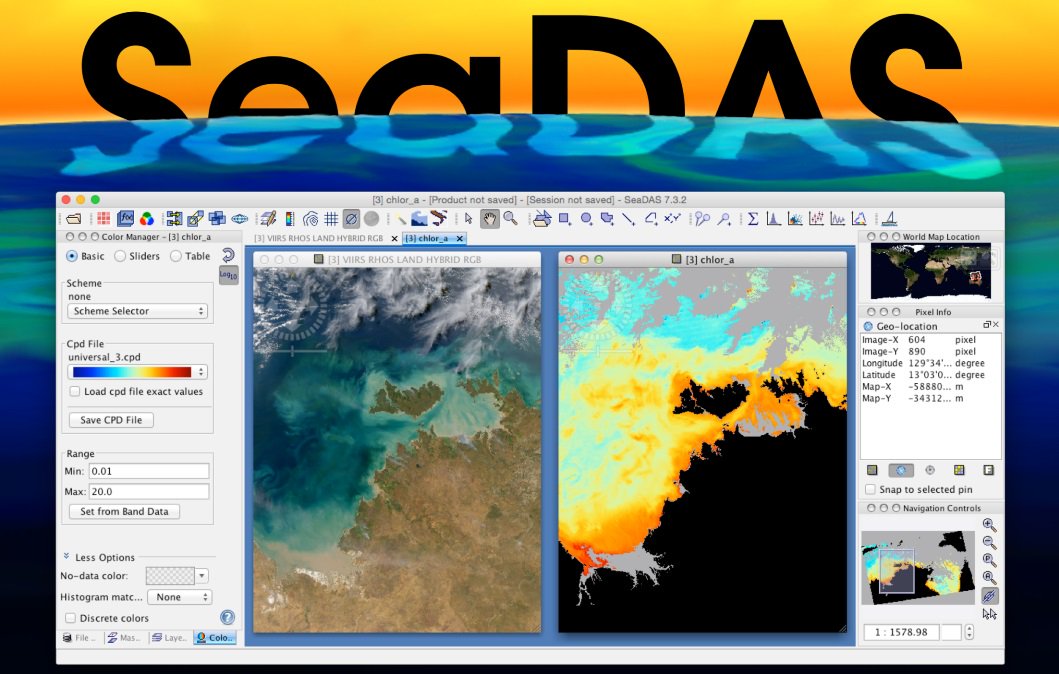 SeaDAS
[3] chlor_a - [Product not saved] - [Session not saved] - SeaDAS 7.3.2
Color Manager - [3] chlor_a
Basic Sliders Table
Log10
Scheme
none
Scheme Selector
Cpd File
universal_3.cpd
Load cpd file exact values
Save CPD File
Range
Min: 0.01
Max: 20.0
Set from Band Data
Less Options
No-data color:
Histogram matc... None
Discrete colors
File .. Mas.. Laye.. Colo...
[3] VIIRS RHOS LAND HYBRID RGB [3] chlor_a
[3] VIIRS RHOS LAND HYBRID RGB
[3] chlor_a
World Map Location
Pixel Info
Geo-location
Image-X 604 pixel
Image-Y 890 pixel
Longitude 129°34'... degree
Latitude 13°03'0... degree
Map-X -58880... m
Map-Y -34312... m
Snap to selected pin
Navigation Controls
1 : 1578.98